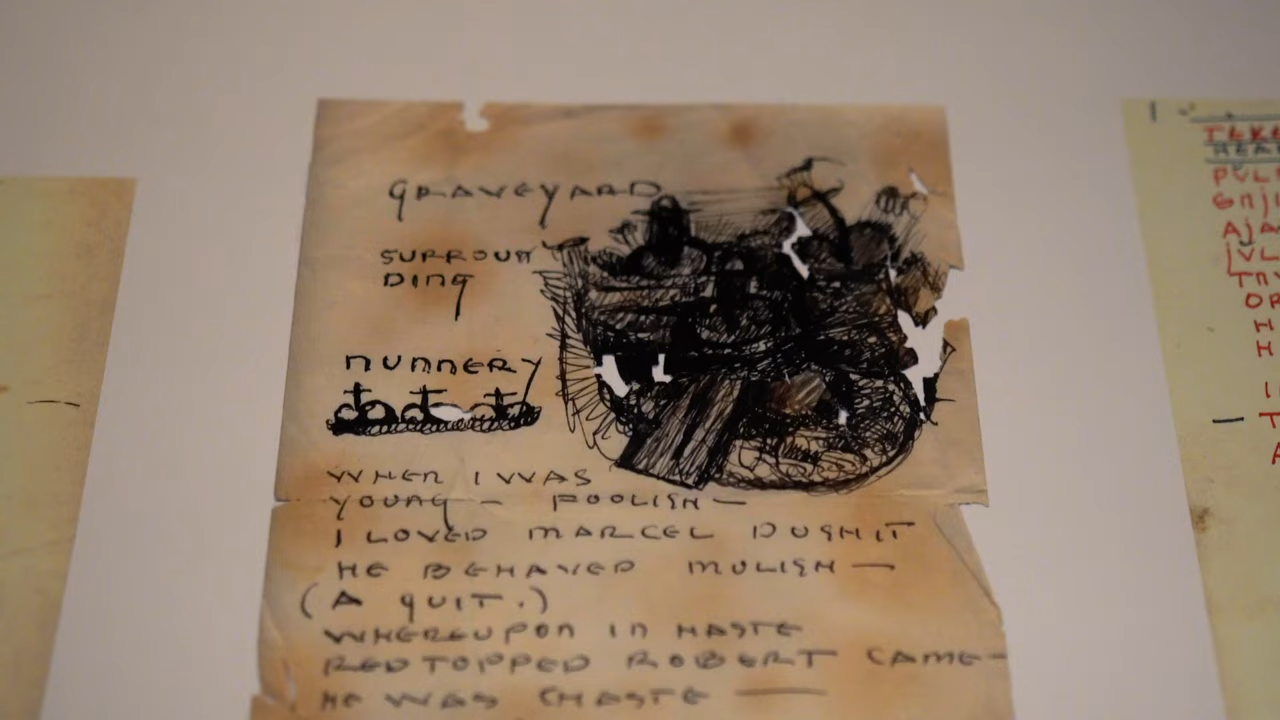 GRAVEYARD
SURROUN
DING
NUNNERY
WHEN I WAS
YOUNG — FOOLISH —
I LOVED MARCEL DUSHIT
HE BEHAVED MULISH —
(A QUIT.)
WHEREUPON IN HASTE
REDTOPPED ROBERT CAME —
HE WAS CHASTE —